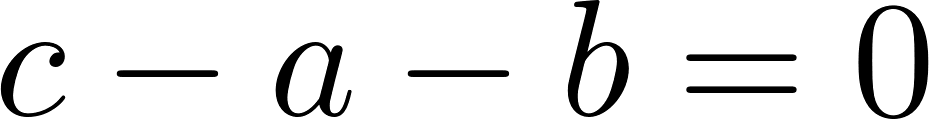 c − a − b = 0